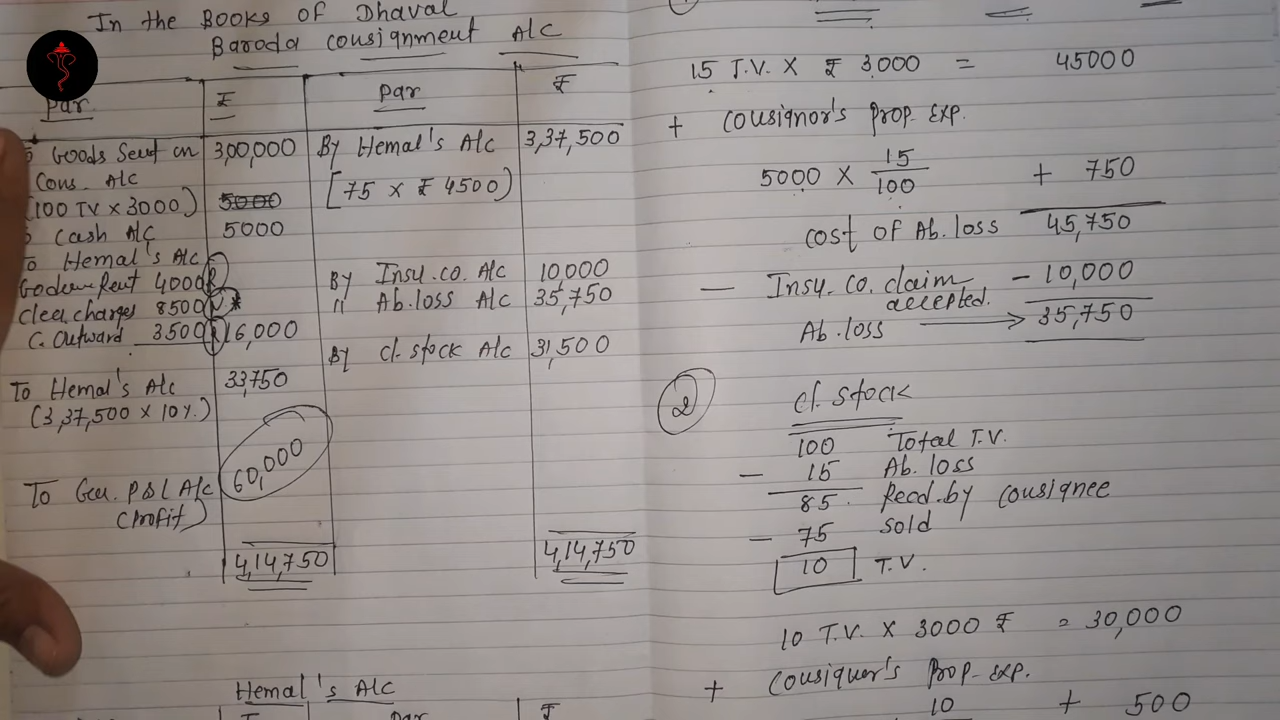 In the Books of Dhaval
Baroda consignment A/c
Par ₹ Par ₹
Goods Sent on 3,00,000 By Hemal's A/c 3,37,500
Cons. A/c [75 x ₹ 4500)
(100 TV x 3000) 5000
Cash A/c 5000
To Hemal's A/c
Godown Rent 4000 By Insu. co. A/c 10,000
clea. charges 8500 * " Ab. loss A/c 35,750
C. Outward 3500 16,000
By cl. stock A/c 31,500
To Hemal's A/c 33,750
(3,37,500 x 10%.)
To Gen. P&L A/c 60,000
(Profit)
4,14,750 4,14,750
Hemal's A/c
Par ₹
15 T.V. x ₹ 3000 = 45000
+ Consignor's Prop. Exp.
5000 x 15/100 + 750
cost of Ab. loss 45,750
— Insu. co. claim - 10,000
accepted.
Ab. loss → 35,750
2 cl. stock
100 Total T.V.
- 15 Ab. loss
85. Recd. by consignee
- 75 sold
10 T.V.
10 T.V. x 3000 ₹ = 30,000
+ Consignor's Prop. Exp.
10 + 500